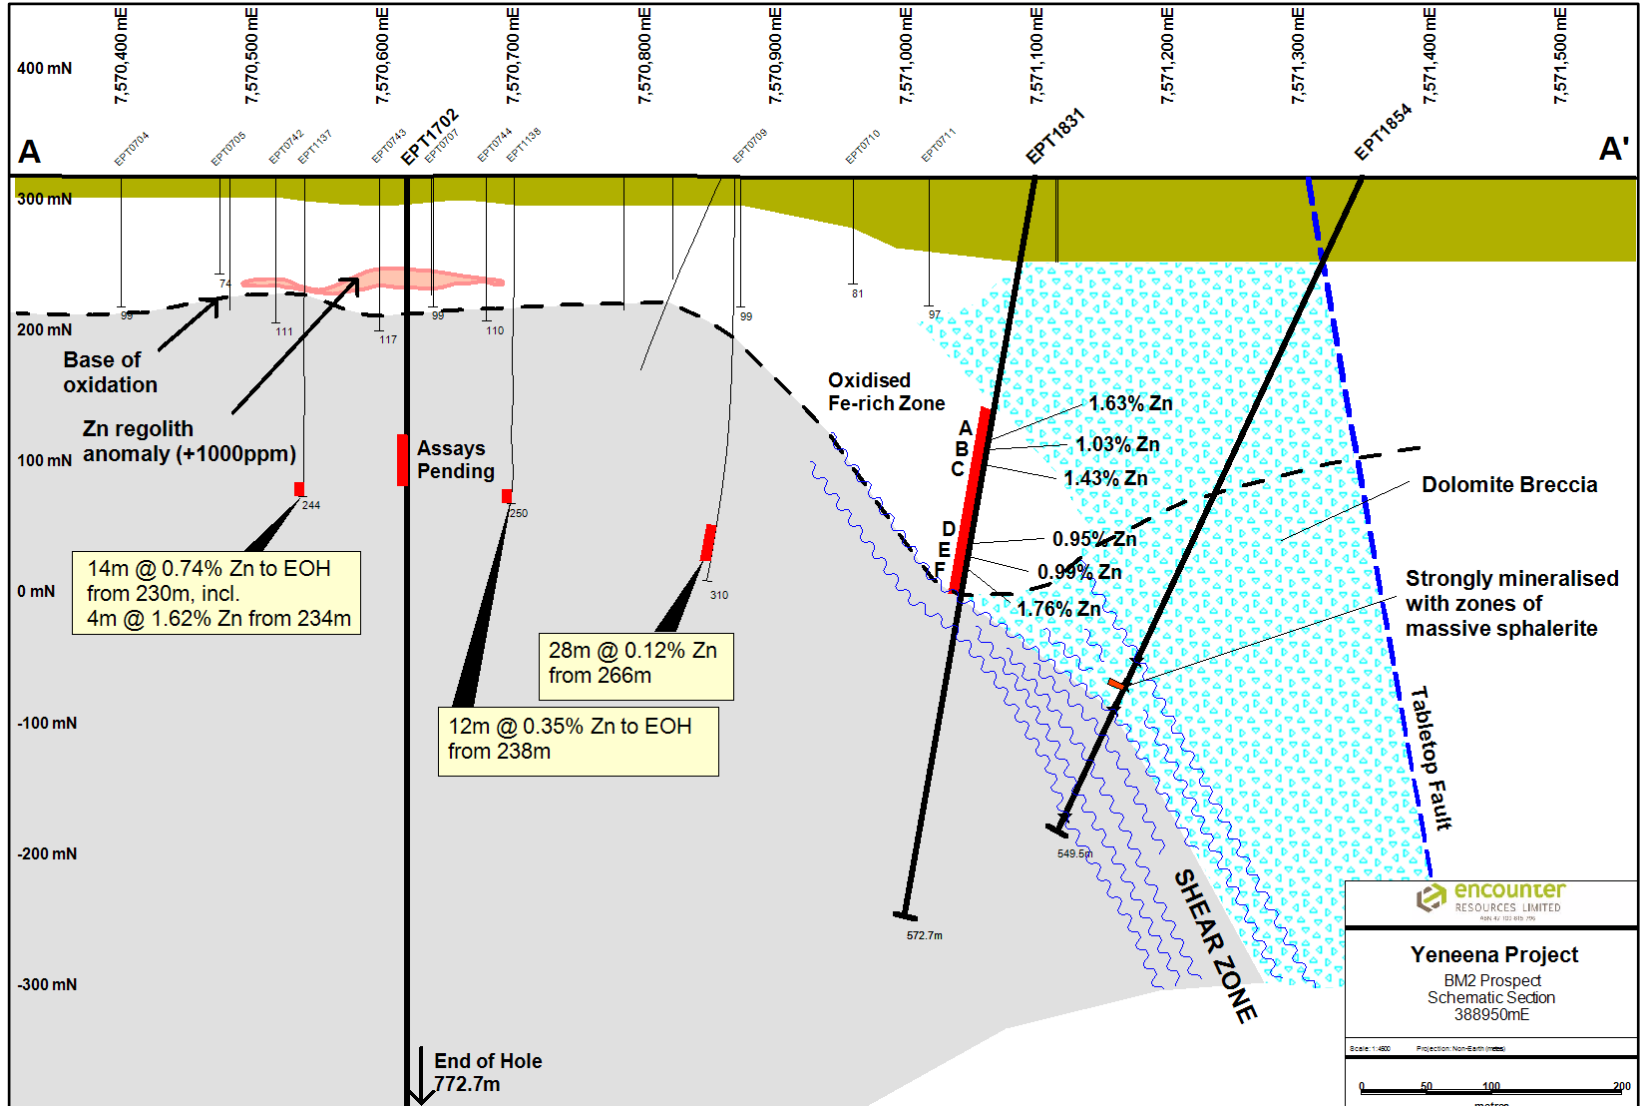 7,570,400 mE
7,570,500 mE
7,570,600 mE
7,570,700 mE
7,570,800 mE
7,570,900 mE
7,571,000 mE
7,571,100 mE
7,571,200 mE
7,571,300 mE
7,571,400 mE
7,571,500 mE
400 mN
A
EPT0704
EPT0705
EPT0742
EPT1137
EPT0743
EPT1702
EPT0707
EPT0744
EPT1138
EPT0709
EPT0710
EPT0711
EPT1831
EPT1854
A'
300 mN
74
99
111
117
99
110
99
81
97
200 mN
Base of
oxidation
Zn regolith
anomaly (+1000ppm)
Oxidised
Fe-rich Zone
Assays
Pending
100 mN
A
B
C
D
E
F
1.63% Zn
1.03% Zn
1.43% Zn
0.95% Zn
0.99% Zn
1.76% Zn
Dolomite Breccia
Strongly mineralised
with zones of
massive sphalerite
244
250
310
0 mN
14m @ 0.74% Zn to EOH
from 230m, incl.
4m @ 1.62% Zn from 234m
28m @ 0.12% Zn
from 266m
12m @ 0.35% Zn to EOH
from 238m
-100 mN
Tabletop Fault
-200 mN
549.5m
572.7m
SHEAR ZONE
-300 mN
End of Hole
772.7m
encounter
RESOURCES LIMITED
Yeneena Project
BM2 Prospect
Schematic Section
388950mE
Scale: 1:4500
Projection: Non-Earth (metres)
0 50 100 200
metres